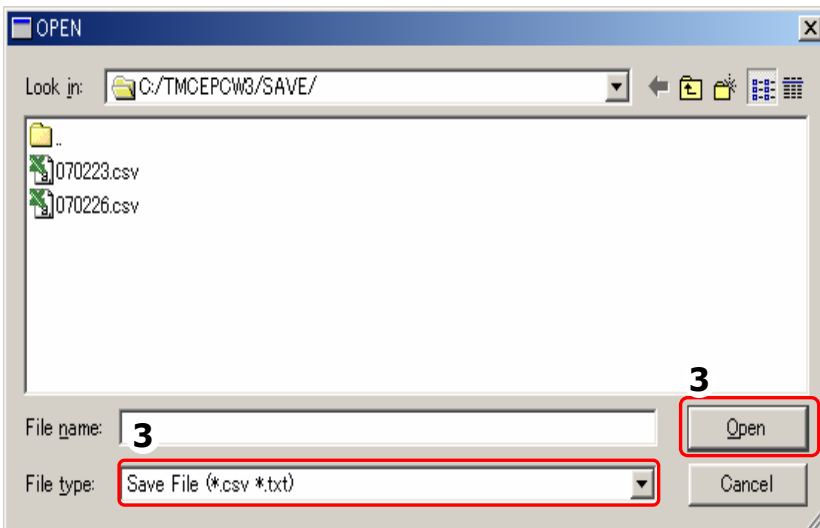 OPEN
Look in: C:/TMCEPCW3/SAVE/
..
070223.csv
070226.csv
3
File name:
3
Open
File type: Save File (*.csv *.txt)
Cancel